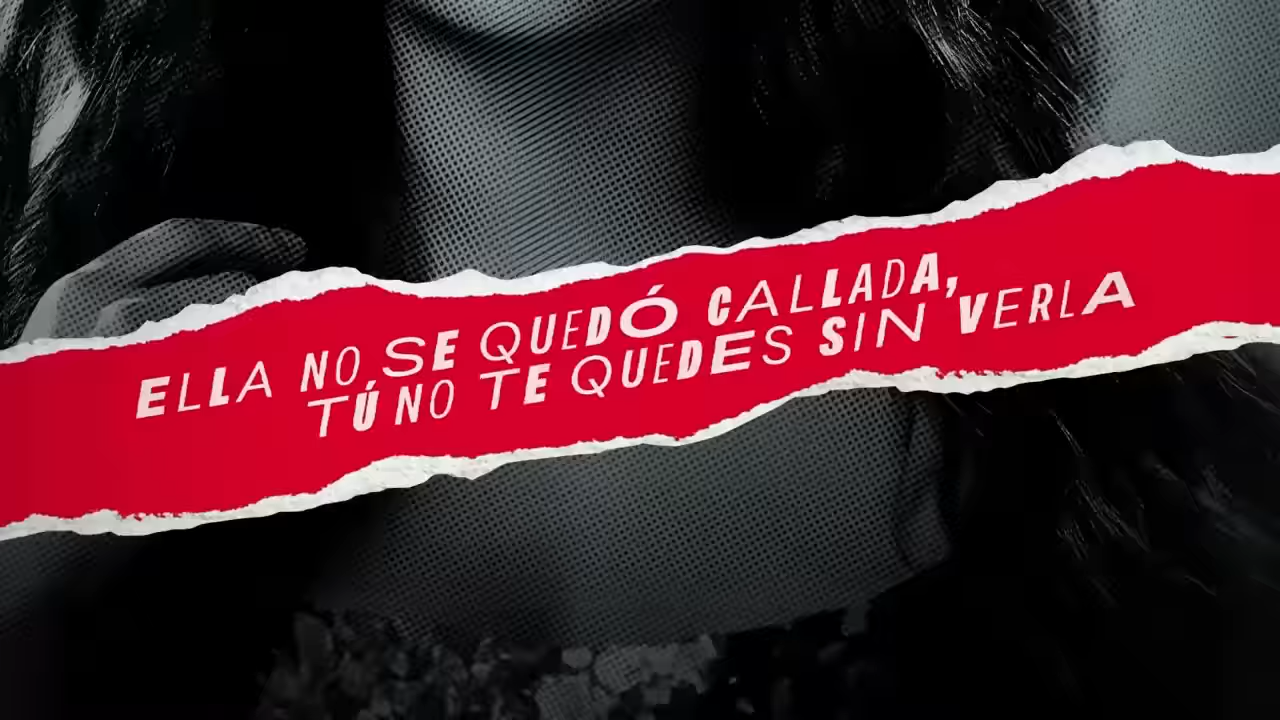 ELLA NO SE QUEDÓ CALLADA,
TÚ NO TE QUEDES SIN VERLA